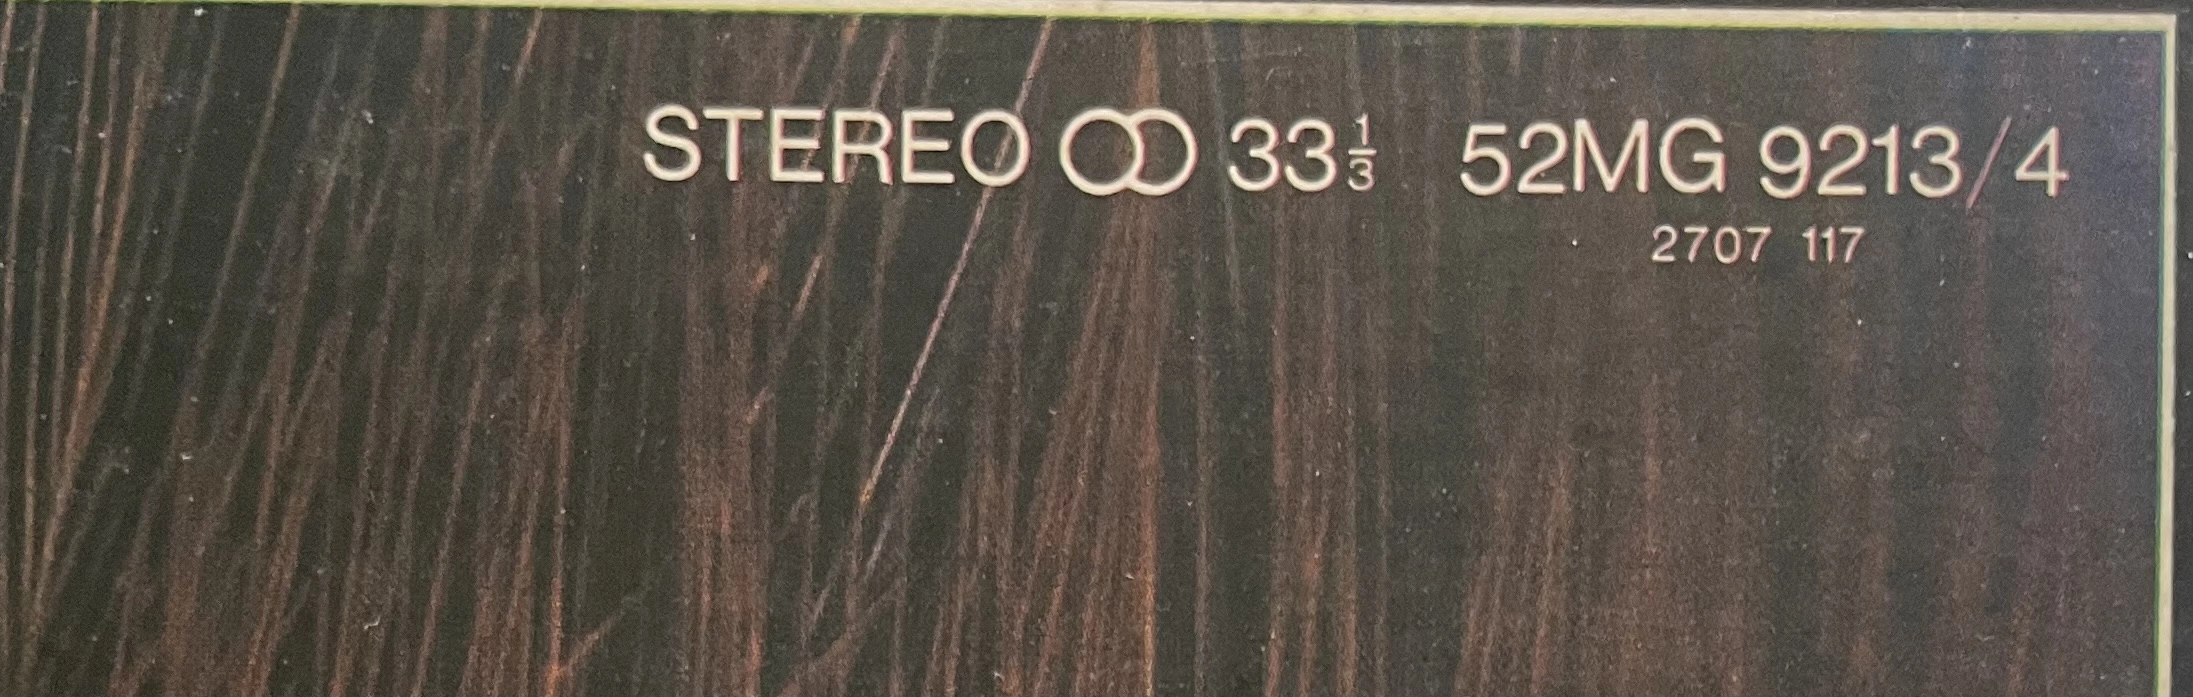 STEREO 33⅓ 52MG 9213/4
2707 117